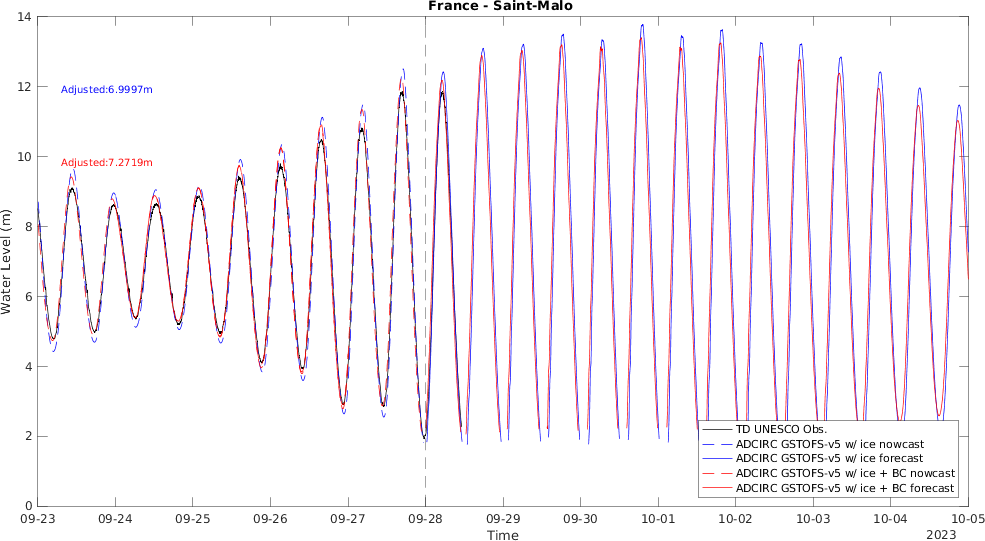 France - Saint-Malo
Water Level (m)
14
12
10
8
6
4
2
0
Adjusted:6.9997m
Adjusted:7.2719m
TD UNESCO Obs.
ADCIRC GSTOFS-v5 w/ ice nowcast
ADCIRC GSTOFS-v5 w/ ice forecast
ADCIRC GSTOFS-v5 w/ ice + BC nowcast
ADCIRC GSTOFS-v5 w/ ice + BC forecast
09-23 09-24 09-25 09-26 09-27 09-28 09-29 09-30 10-01 10-02 10-03 10-04 10-05
Time
2023